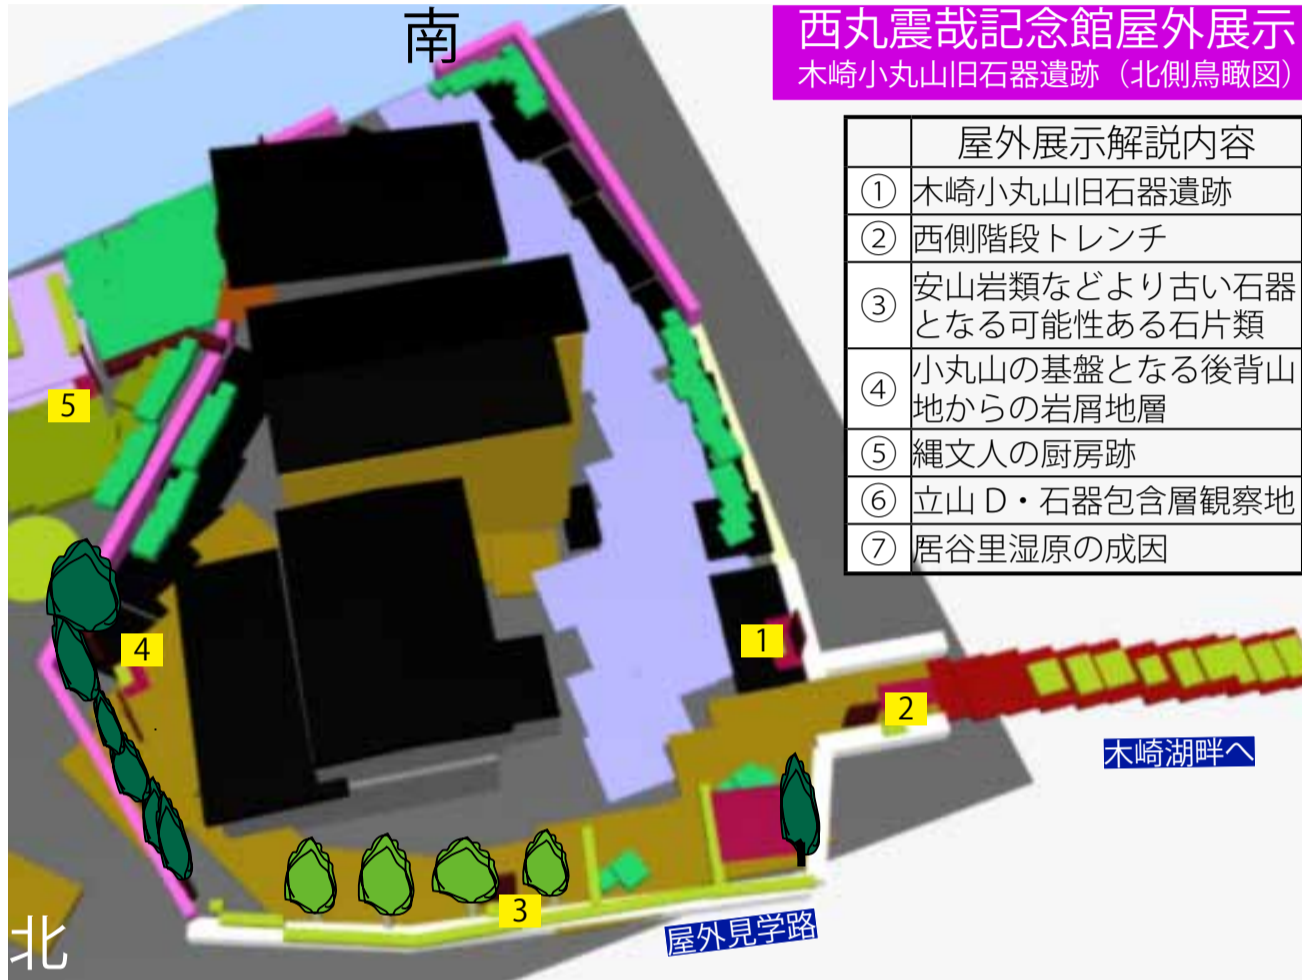 南
西丸震哉記念館屋外展示
木崎小丸山旧石器遺跡（北側鳥瞰図）
屋外展示解説内容
① 木崎小丸山旧石器遺跡
② 西側階段トレンチ
③ 安山岩類などより古い石器
となる可能性ある石片類
④ 小丸山の基盤となる後背山
地からの岩屑地層
⑤ 縄文人の厨房跡
⑥ 立山 D・石器包含層観察地
⑦ 居谷里湿原の成因
5
4
1
2
木崎湖畔へ
3
屋外見学路
北